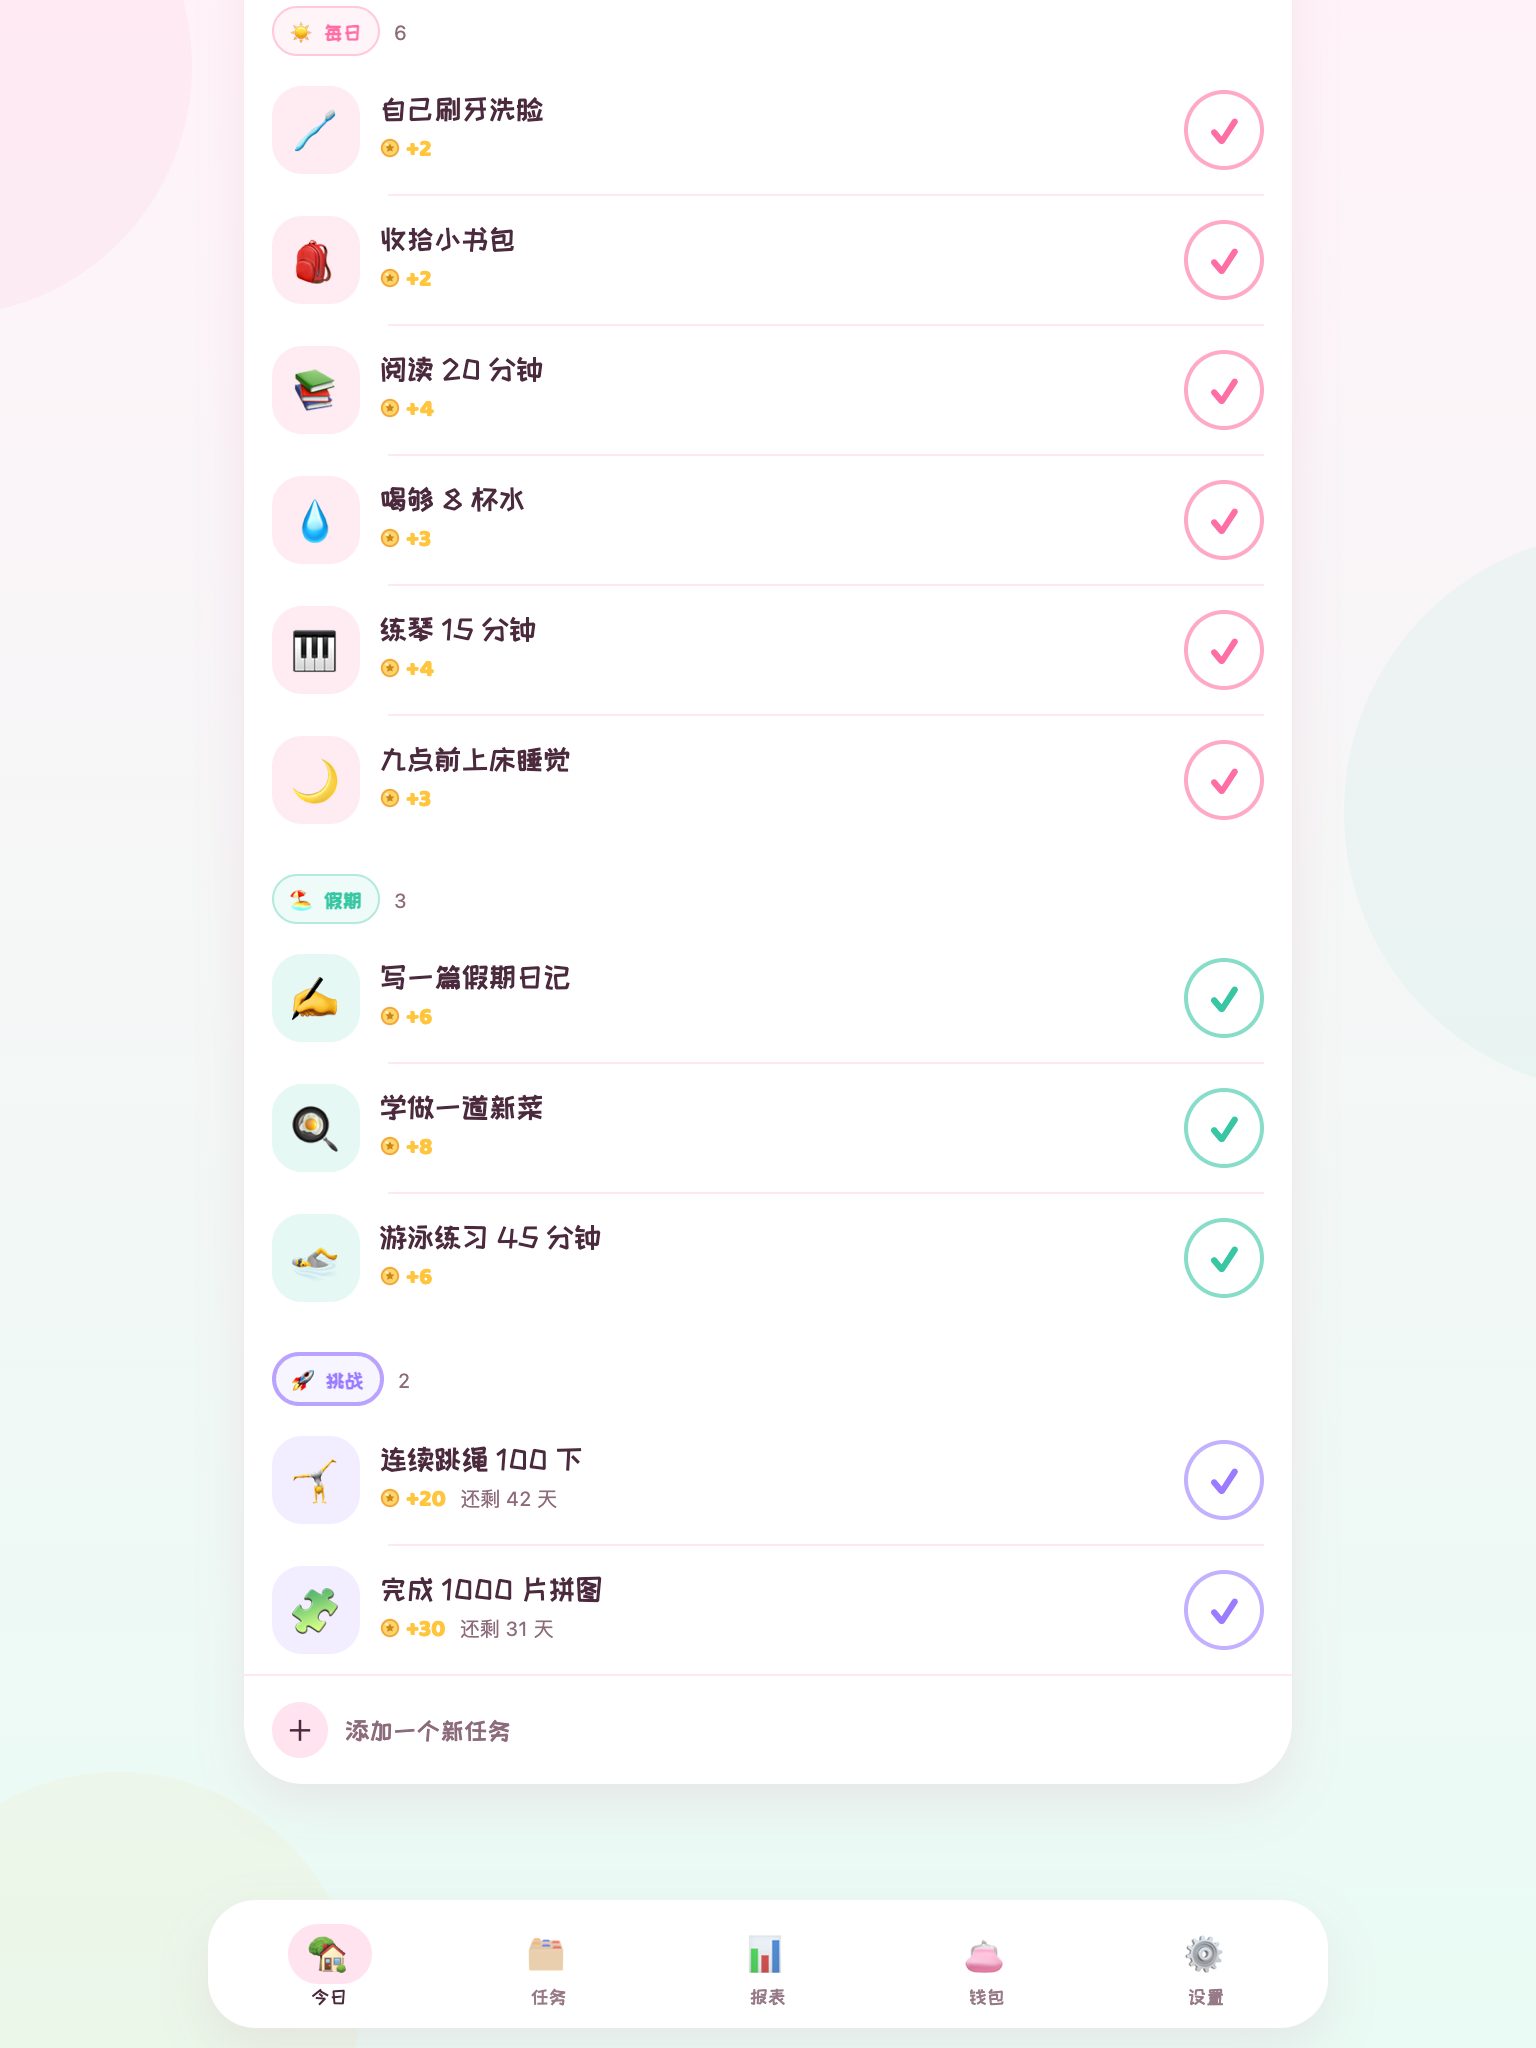 每日 6
自己刷牙洗脸
+2
收拾小书包
+2
阅读 20 分钟
+4
喝够 8 杯水
+3
练琴 15 分钟
+4
九点前上床睡觉
+3
假期 3
写一篇假期日记
+6
学做一道新菜
+8
游泳练习 45 分钟
+6
挑战 2
连续跳绳 100 下
+20 还剩 42 天
完成 1000 片拼图
+30 还剩 31 天
添加一个新任务
今日 任务 报表 钱包 设置